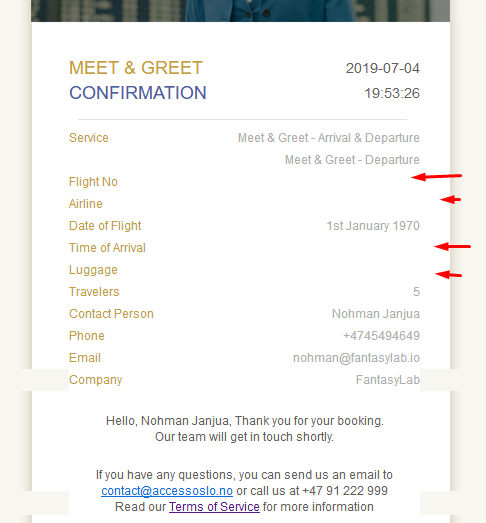 MEET & GREET 2019-07-04
CONFIRMATION 19:53:26
Service Meet & Greet - Arrival & Departure
Meet & Greet - Departure
Flight No
Airline
Date of Flight 1st January 1970
Time of Arrival
Luggage
Travelers 5
Contact Person Nohman Janjua
Phone +4745494649
Email nohman@fantasylab.io
Company FantasyLab
Hello, Nohman Janjua, Thank you for your booking.
Our team will get in touch shortly.
If you have any questions, you can send us an email to
contact@accessoslo.no or call us at +47 91 222 999
Read our Terms of Service for more information